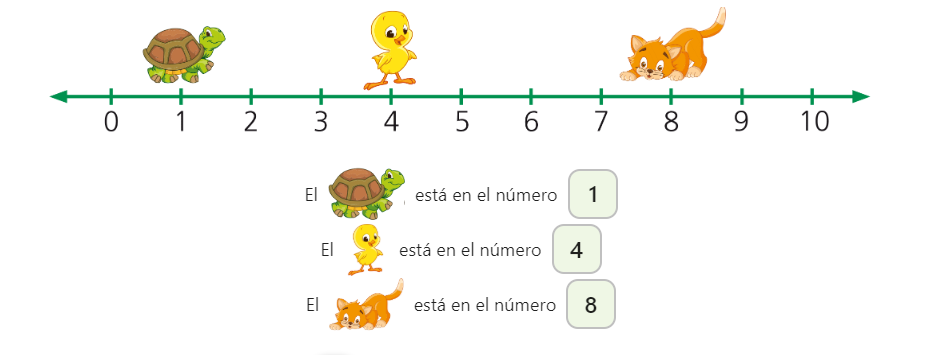 0 1 2 3 4 5 6 7 8 9 10
El está en el número 1
El está en el número 4
El está en el número 8